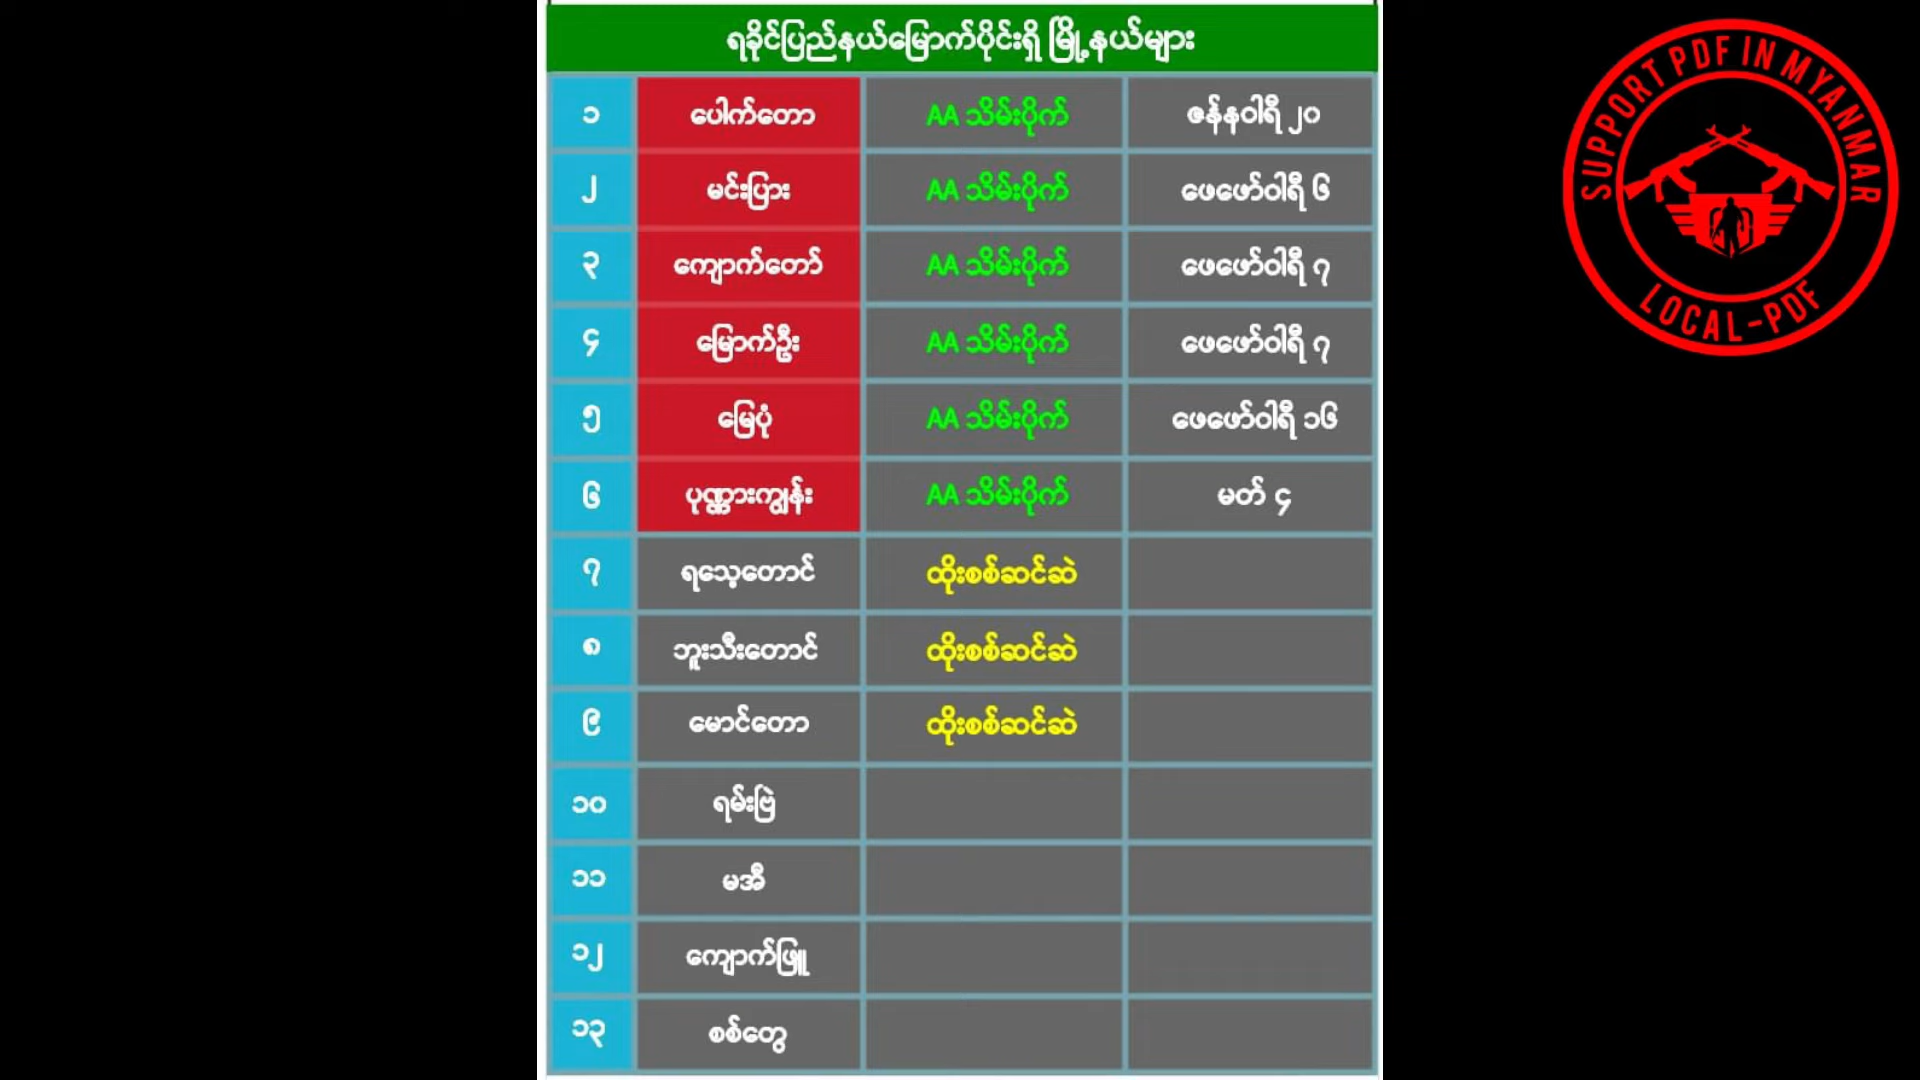 ရခိုင်ပြည်နယ်မြောက်ပိုင်းရှိ မြို့နယ်များ
၁ ပေါက်တော AA သိမ်းပိုက် ဇန်နဝါရီ ၂၀
၂ မင်းပြား AA သိမ်းပိုက် ဖေဖော်ဝါရီ ၆
၃ ကျောက်တော် AA သိမ်းပိုက် ဖေဖော်ဝါရီ ၇
၄ မြောက်ဦး AA သိမ်းပိုက် ဖေဖော်ဝါရီ ၇
၅ မြေပုံ AA သိမ်းပိုက် ဖေဖော်ဝါရီ ၁၆
၆ ပုဏ္ဏားကျွန်း AA သိမ်းပိုက် မတ် ၄
၇ ရသေ့တောင် ထိုးစစ်ဆင်ဆဲ
၈ ဘူးသီးတောင် ထိုးစစ်ဆင်ဆဲ
၉ မောင်တော ထိုးစစ်ဆင်ဆဲ
၁၀ ရမ်းဗြဲ
၁၁ မအီ
၁၂ ကျောက်ဖြူ
၁၃ စစ်တွေ
SUPPORT PDF IN MYANMAR
LOCAL-PDF